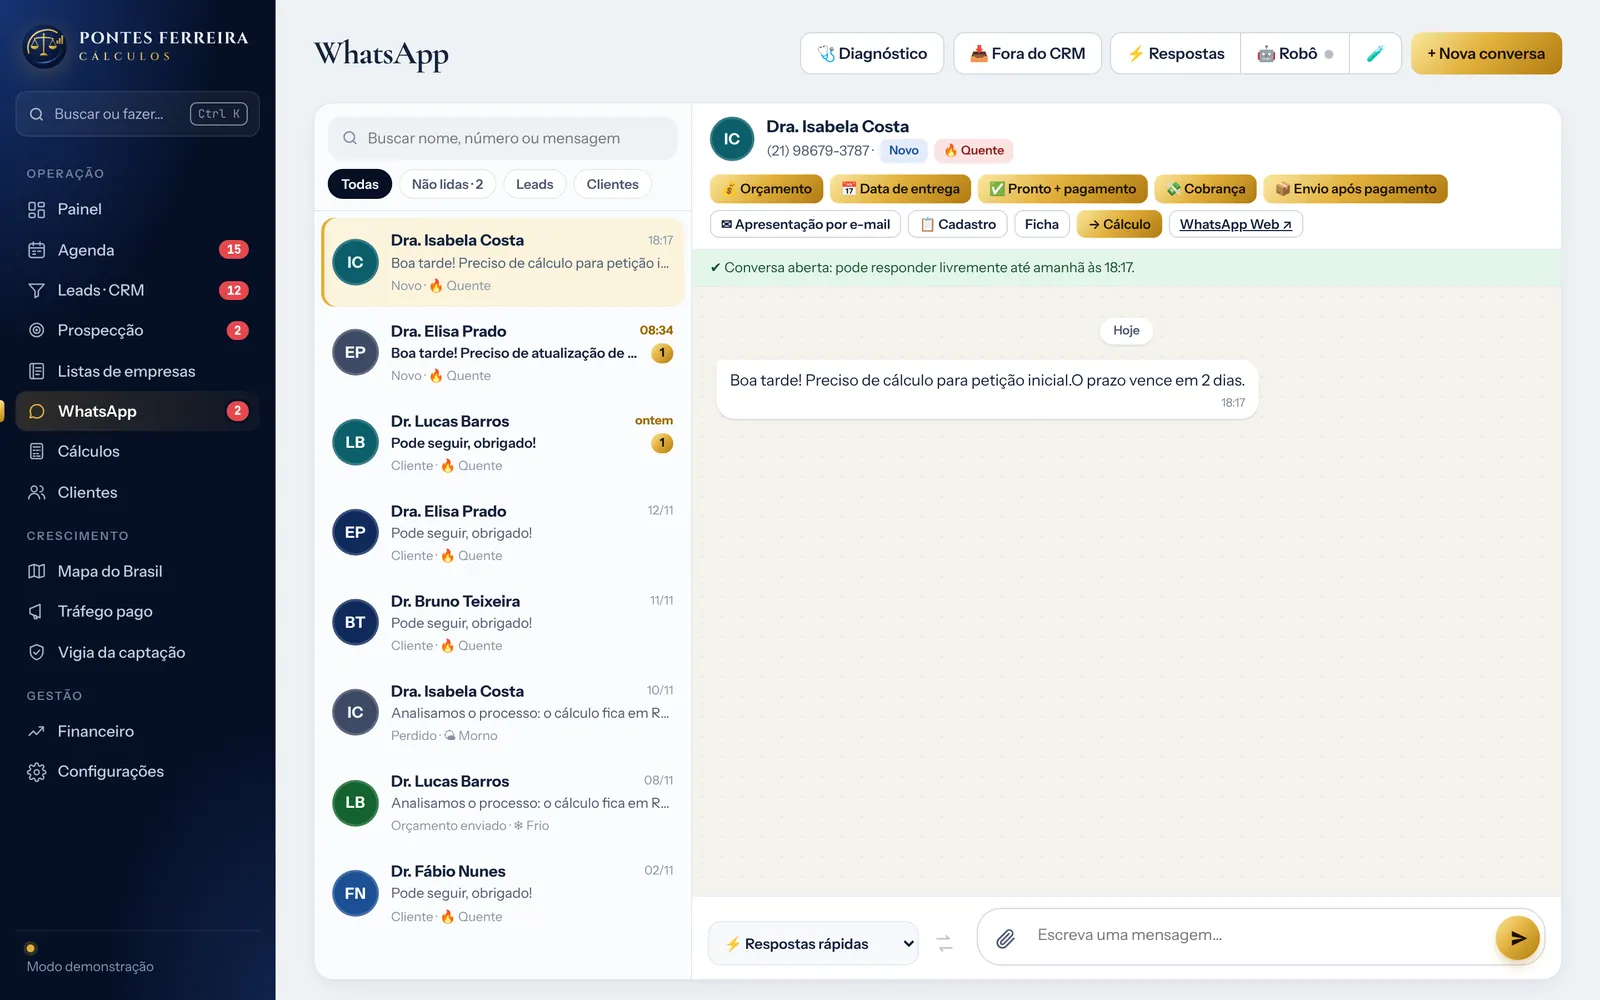 PONTES FERREIRA
CÁLCULOS
Buscar ou fazer... Ctrl K
OPERAÇÃO
Painel
Agenda 15
Leads · CRM 12
Prospecção 2
Listas de empresas
WhatsApp 2
Cálculos
Clientes
CRESCIMENTO
Mapa do Brasil
Tráfego pago
Vigia da captação
GESTÃO
Financeiro
Configurações
Modo demonstração
WhatsApp
🩺 Diagnóstico
📥 Fora do CRM
⚡ Respostas
🤖 Robô
🧪
+ Nova conversa
Buscar nome, número ou mensagem
Todas
Não lidas · 2
Leads
Clientes
IC
Dra. Isabela Costa 18:17
Boa tarde! Preciso de cálculo para petição i...
Novo · 🔥 Quente
EP
Dra. Elisa Prado 08:34
Boa tarde! Preciso de atualização de ... 1
Novo · 🔥 Quente
LB
Dr. Lucas Barros ontem
Pode seguir, obrigado! 1
Cliente · 🔥 Quente
EP
Dra. Elisa Prado 12/11
Pode seguir, obrigado!
Cliente · 🔥 Quente
BT
Dr. Bruno Teixeira 11/11
Pode seguir, obrigado!
Cliente · 🔥 Quente
IC
Dra. Isabela Costa 10/11
Analisamos o processo: o cálculo fica em R...
Perdido · 🌤 Morno
LB
Dr. Lucas Barros 08/11
Analisamos o processo: o cálculo fica em R...
Orçamento enviado · ❄ Frio
FN
Dr. Fábio Nunes 02/11
Pode seguir, obrigado!
Cliente · 🔥 Quente
IC
Dra. Isabela Costa
(21) 98679-3787 · Novo 🔥 Quente
💰 Orçamento
📅 Data de entrega
✅ Pronto + pagamento
💸 Cobrança
📦 Envio após pagamento
✉ Apresentação por e-mail
📋 Cadastro
Ficha
→ Cálculo
WhatsApp Web ↗
✔ Conversa aberta: pode responder livremente até amanhã às 18:17.
Hoje
Boa tarde! Preciso de cálculo para petição inicial.O prazo vence em 2 dias.
18:17
⚡ Respostas rápidas
Escreva uma mensagem...